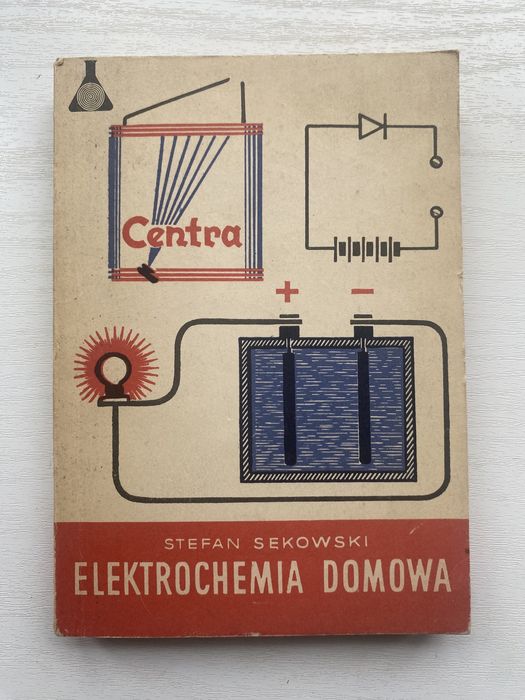 Centra
+ −
STEFAN SĘKOWSKI
ELEKTROCHEMIA DOMOWA